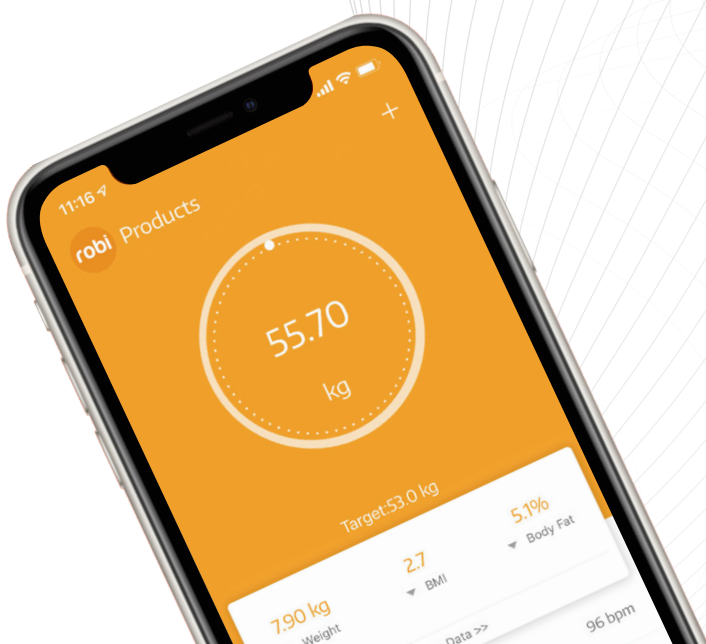 11:16
robi Products
55.70
kg
Target:53.0 kg
7.90 kg
2.7
5.1%
Weight
BMI
Body Fat
Data >>
96 bpm